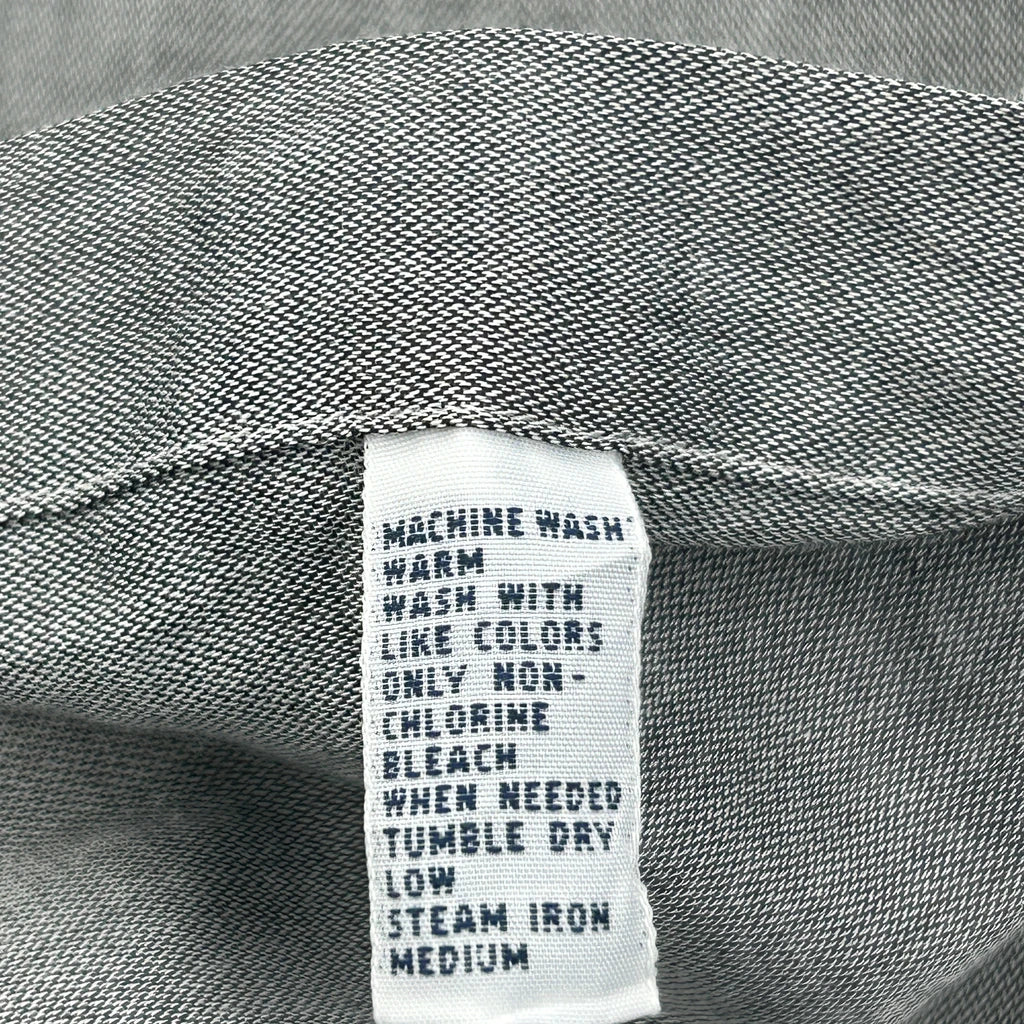 MACHINE WASH
WARM
WASH WITH
LIKE COLORS
ONLY NON-
CHLORINE
BLEACH
WHEN NEEDED
TUMBLE DRY
LOW
STEAM IRON
MEDIUM